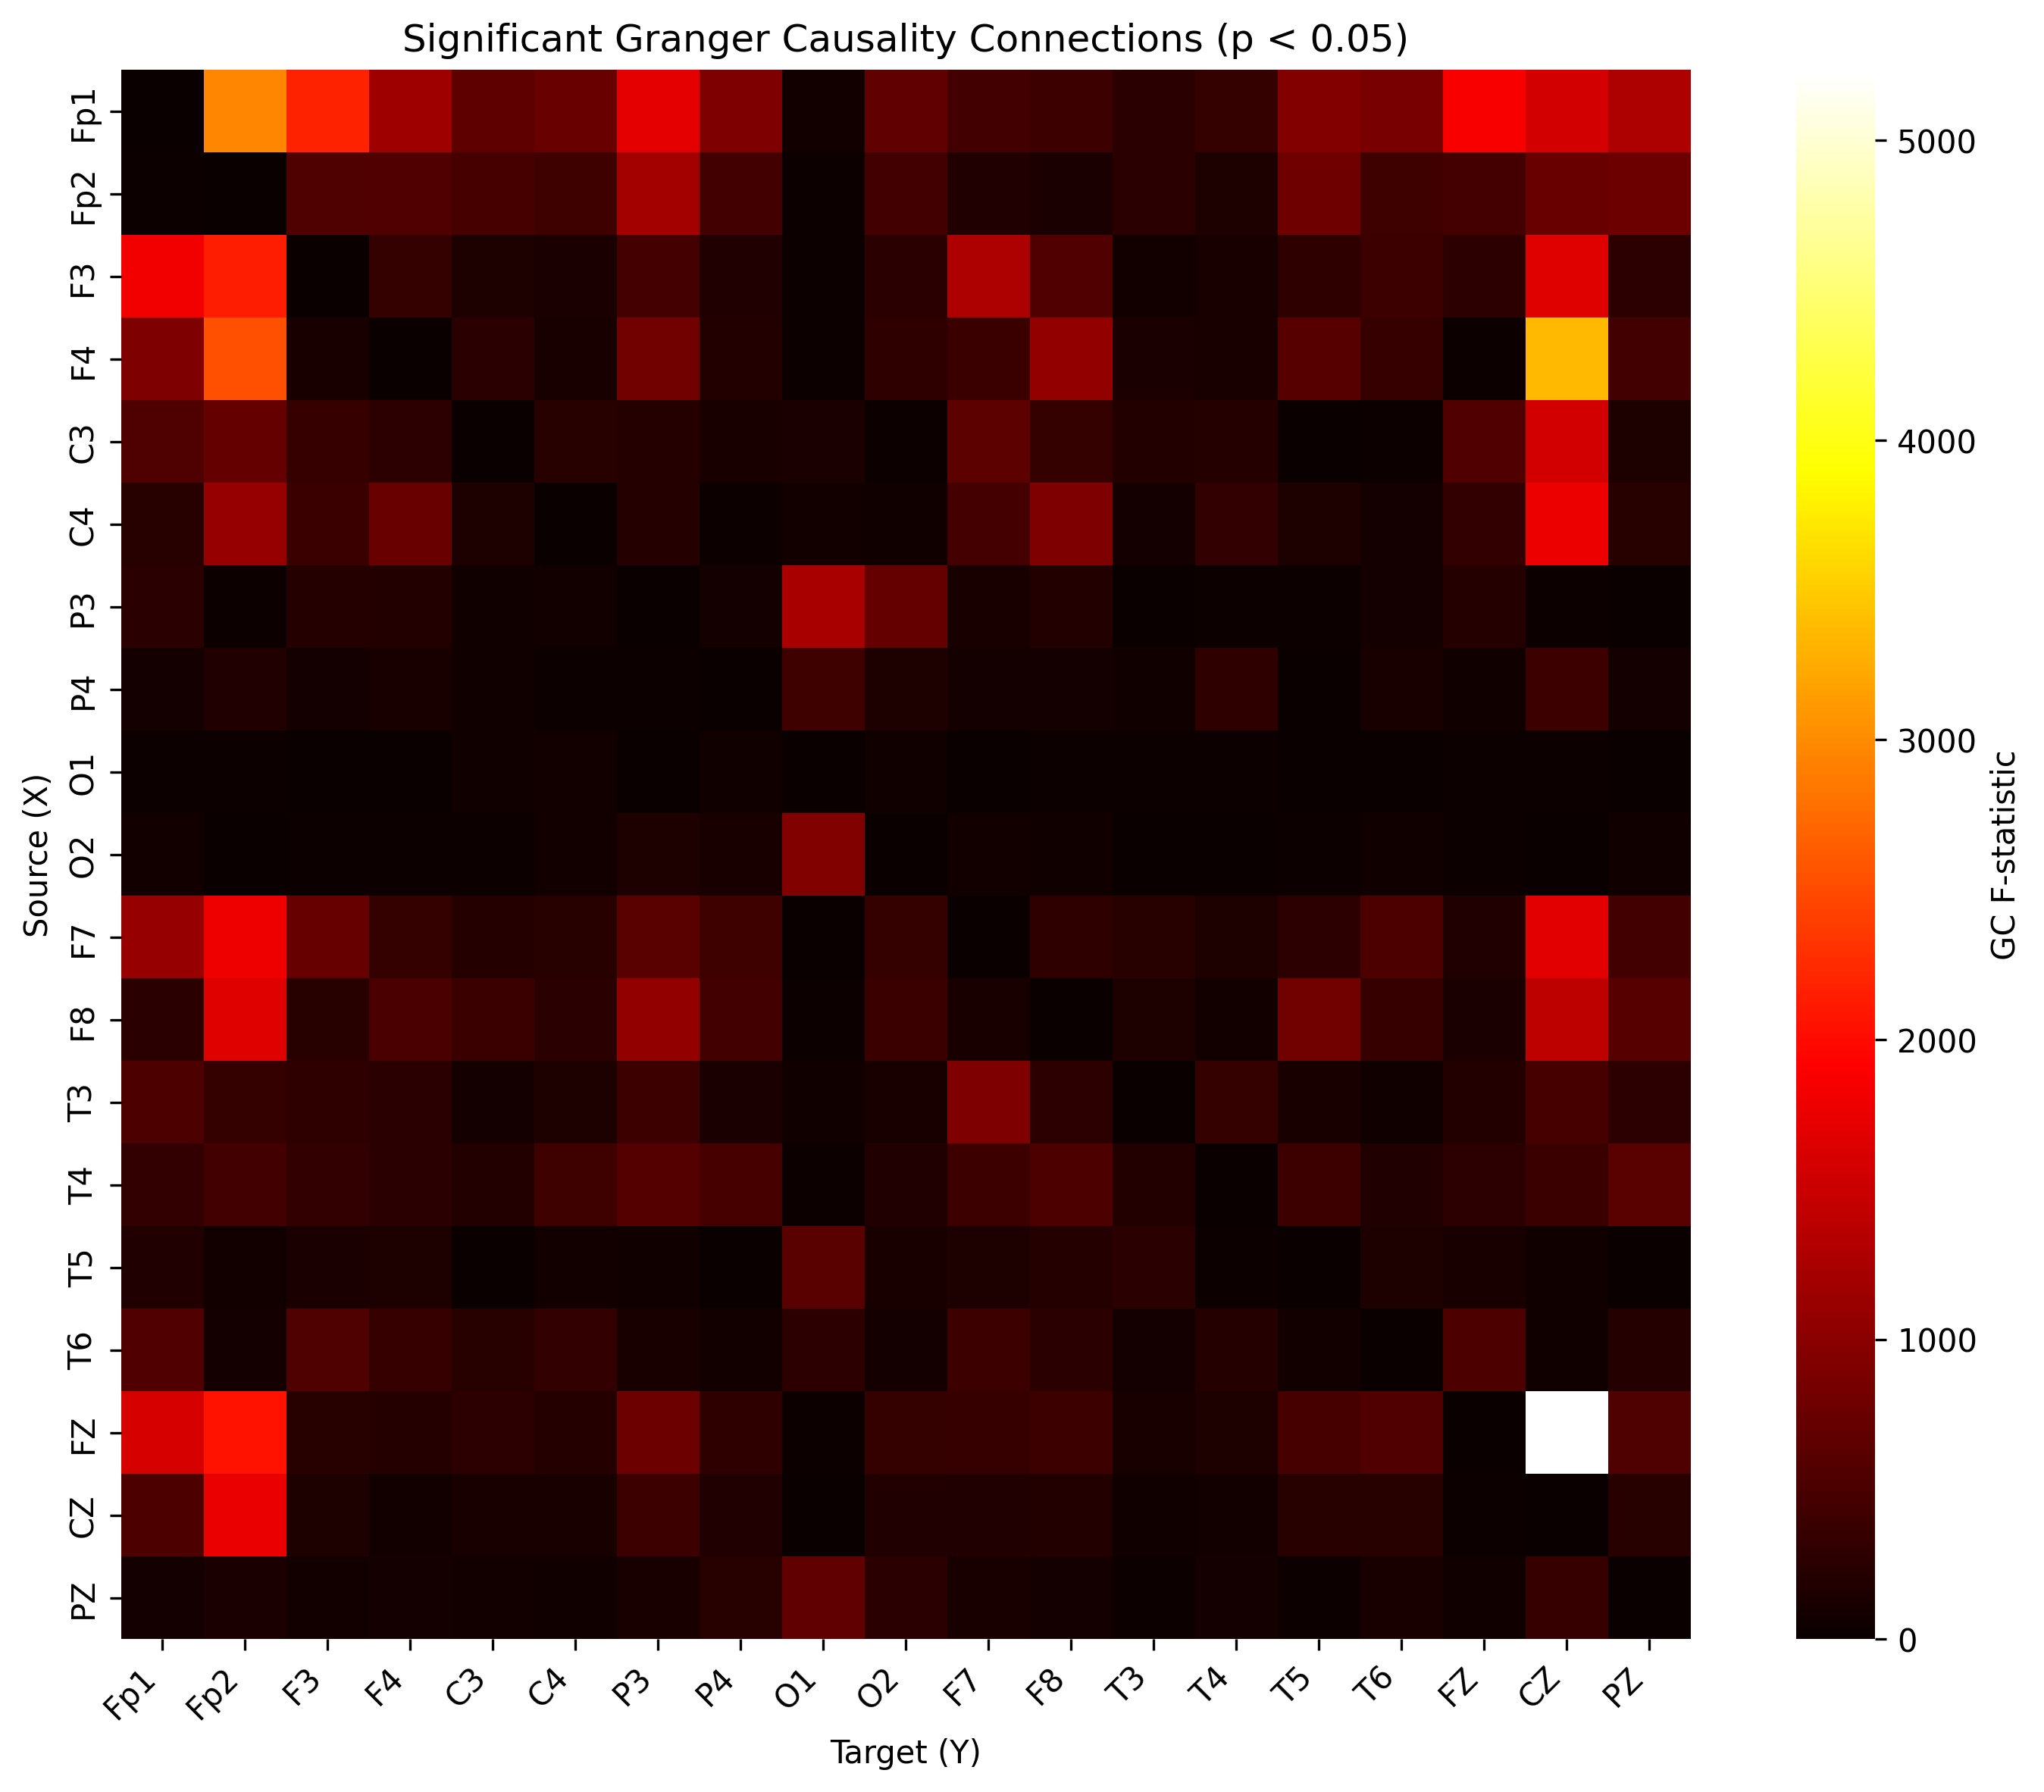 Significant Granger Causality Connections (p < 0.05)
Source (X)
Fp1
Fp2
F3
F4
C3
C4
P3
P4
O1
O2
F7
F8
T3
T4
T5
T6
FZ
CZ
PZ
Fp1 Fp2 F3 F4 C3 C4 P3 P4 O1 O2 F7 F8 T3 T4 T5 T6 FZ CZ PZ
Target (Y)
5000
4000
3000
2000
1000
0
GC F-statistic